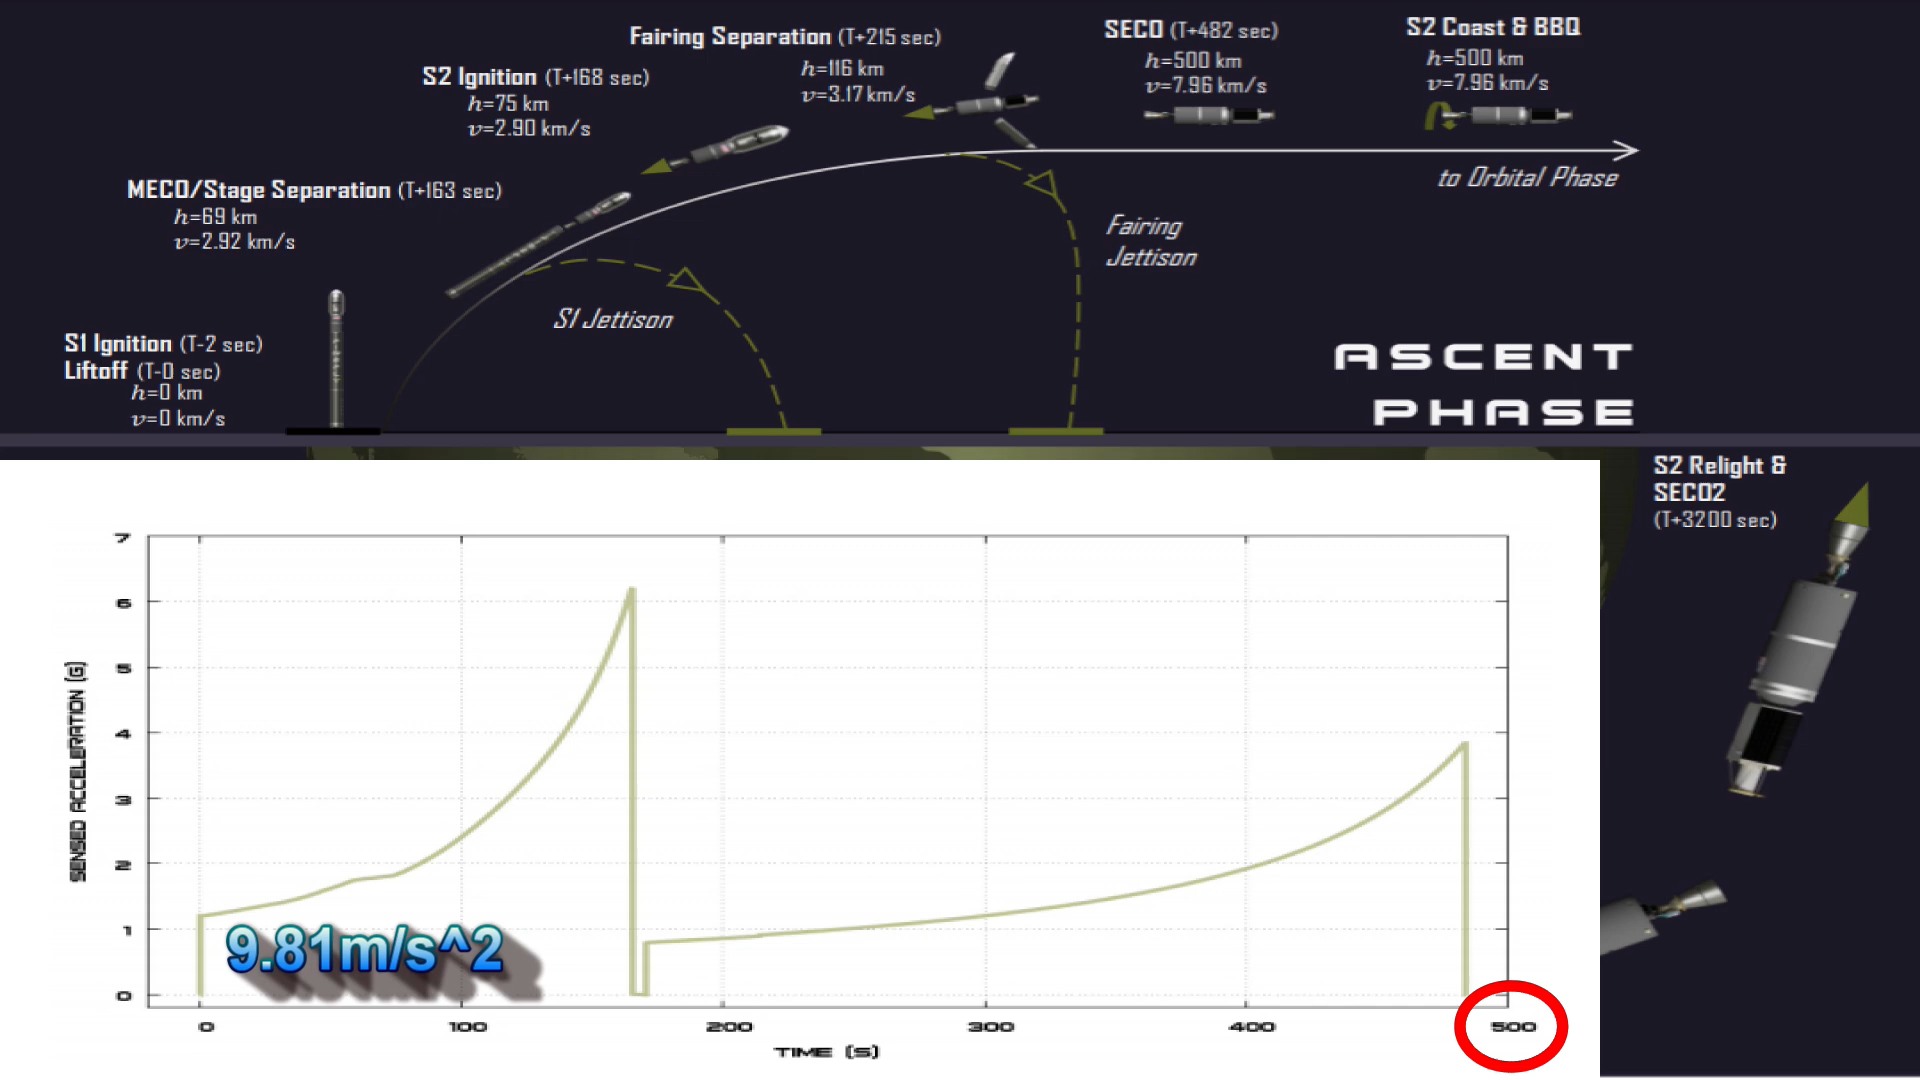 Fairing Separation (T+215 sec)
h=116 km
v=3.17 km/s
SECO (T+482 sec)
h=500 km
v=7.96 km/s
S2 Coast & BBQ
h=500 km
v=7.96 km/s
S2 Ignition (T+168 sec)
h=75 km
v=2.90 km/s
MECO/Stage Separation (T+163 sec)
h=69 km
v=2.92 km/s
to Orbital Phase
Fairing
Jettison
S1 Jettison
S1 Ignition (T-2 sec)
Liftoff (T-0 sec)
h=0 km
v=0 km/s
ASCENT
PHASE
S2 Relight &
SECO2
(T+3200 sec)
SENSED ACCELERATION (G)
7
6
5
4
3
2
1
0
9.81m/s^2
0 100 200 300 400 500
TIME (S)